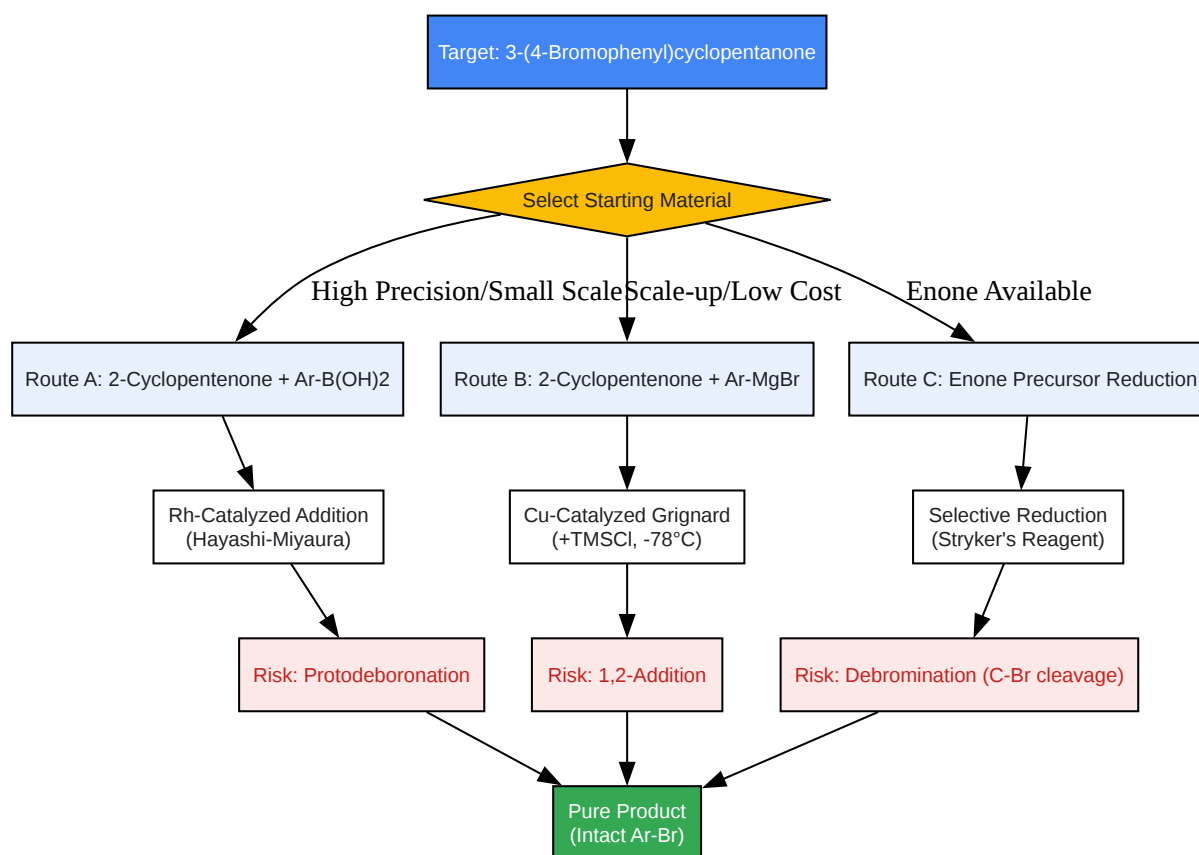 Target: 3-(4-Bromophenyl)cyclopentanone
Select Starting Material
High Precision/Small Scale
Scale-up/Low Cost
Enone Available
Route A: 2-Cyclopentenone + Ar-B(OH)2
Route B: 2-Cyclopentenone + Ar-MgBr
Route C: Enone Precursor Reduction
Rh-Catalyzed Addition
(Hayashi-Miyaura)
Cu-Catalyzed Grignard
(+TMSCl, -78°C)
Selective Reduction
(Stryker's Reagent)
Risk: Protodeboronation
Risk: 1,2-Addition
Risk: Debromination (C-Br cleavage)
Pure Product
(Intact Ar-Br)